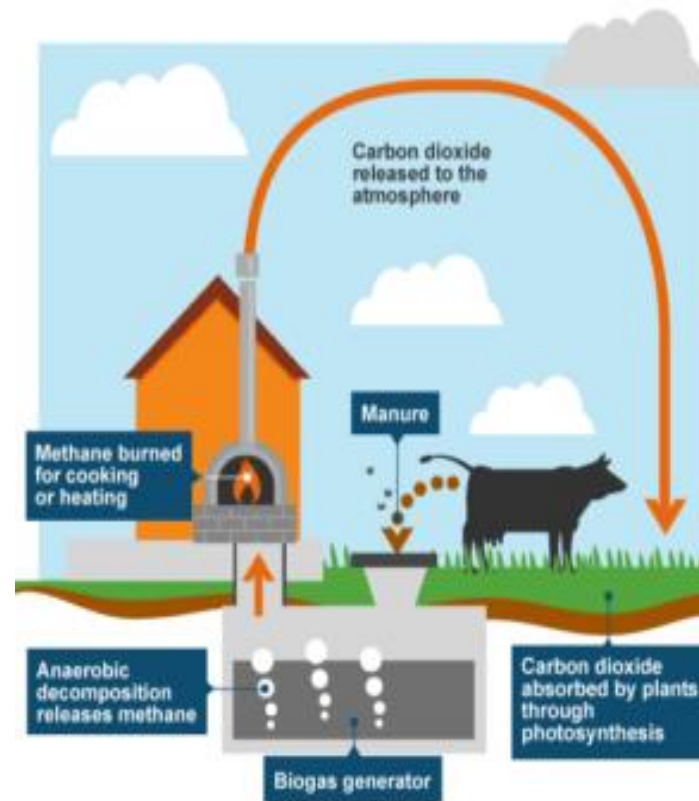 Carbon dioxide
released to the
atmosphere
Manure
Methane burned
for cooking
or heating
Anaerobic
decomposition
releases methane
Carbon dioxide
absorbed by plants
through
photosynthesis
Biogas generator